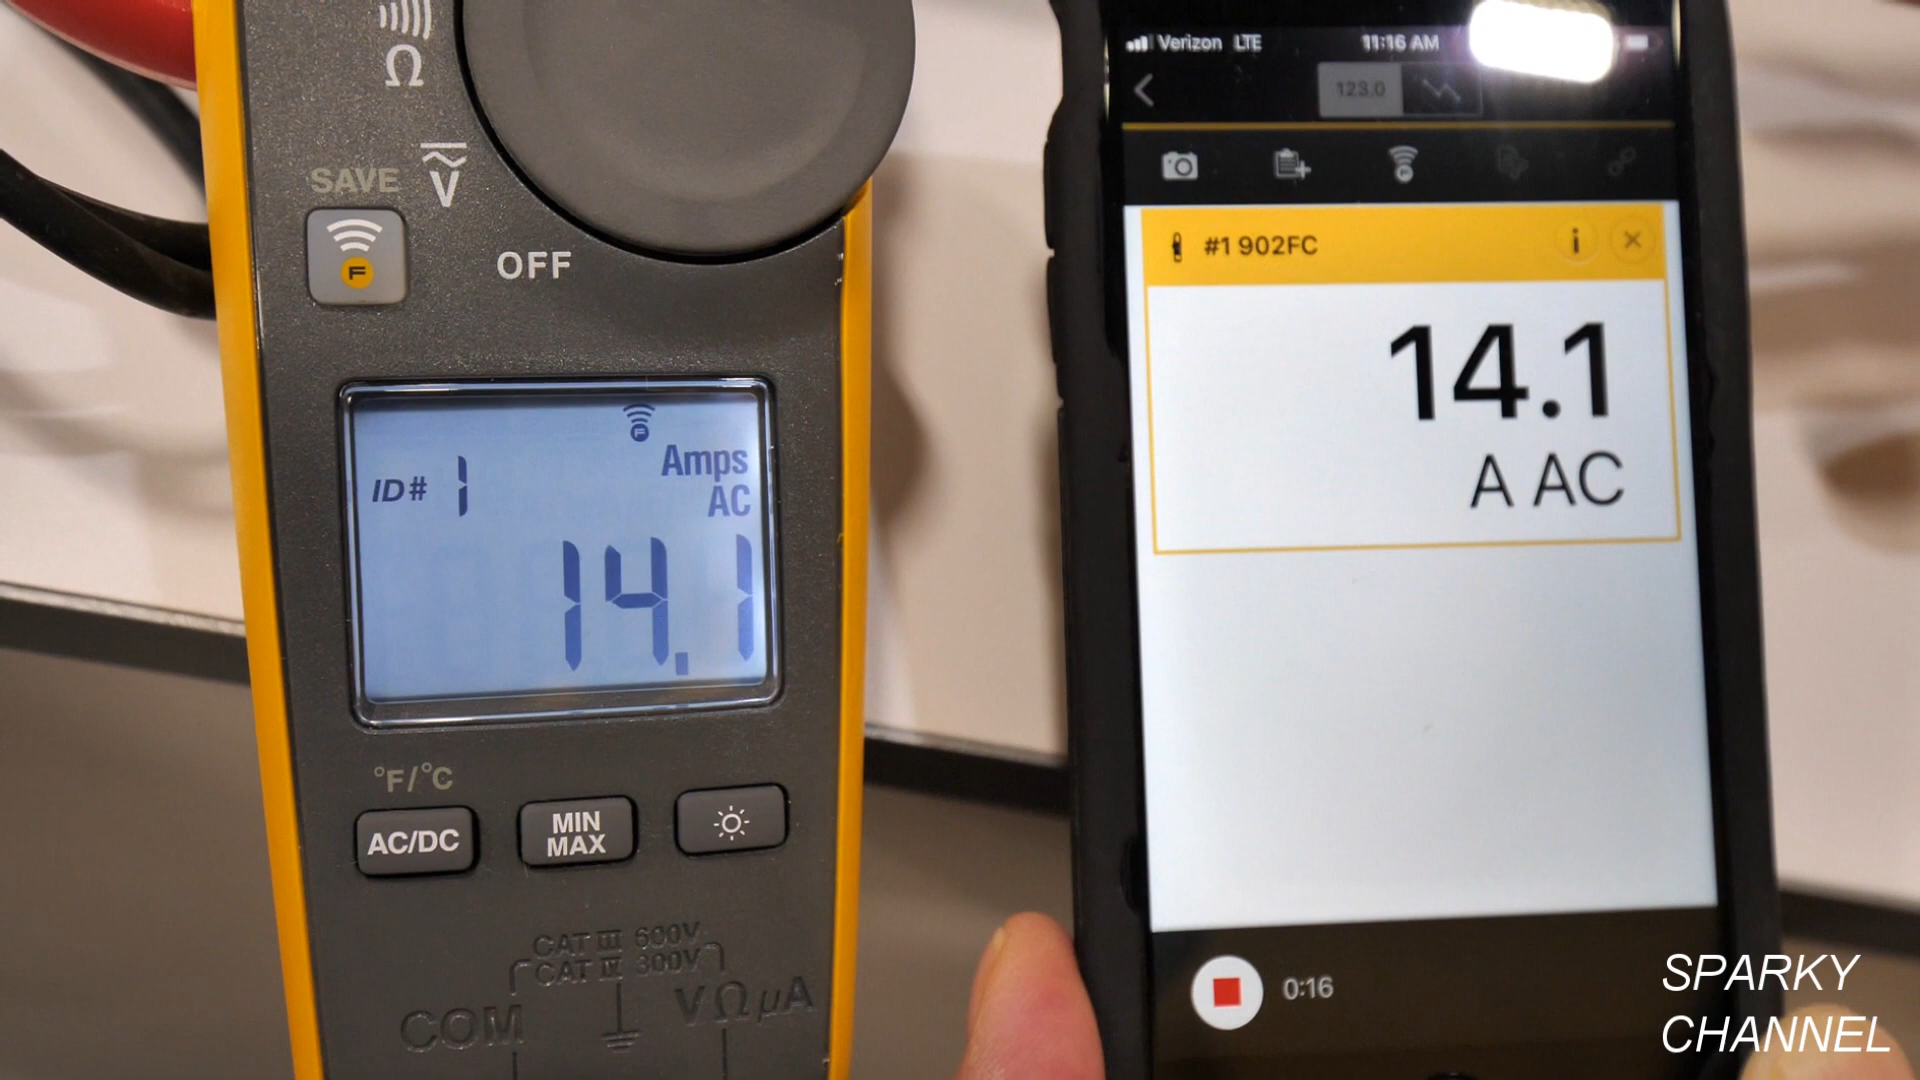 Ω
SAVE
V
F
OFF
F
ID# 1
Amps
AC
14.1
°F/°C
AC/DC
MIN
MAX
CAT III 600V
CAT IV 300V
COM
VΩµA
Verizon LTE
11:16 AM
123.0
F
#1 902FC
i
14.1
A AC
0:16
SPARKY
CHANNEL